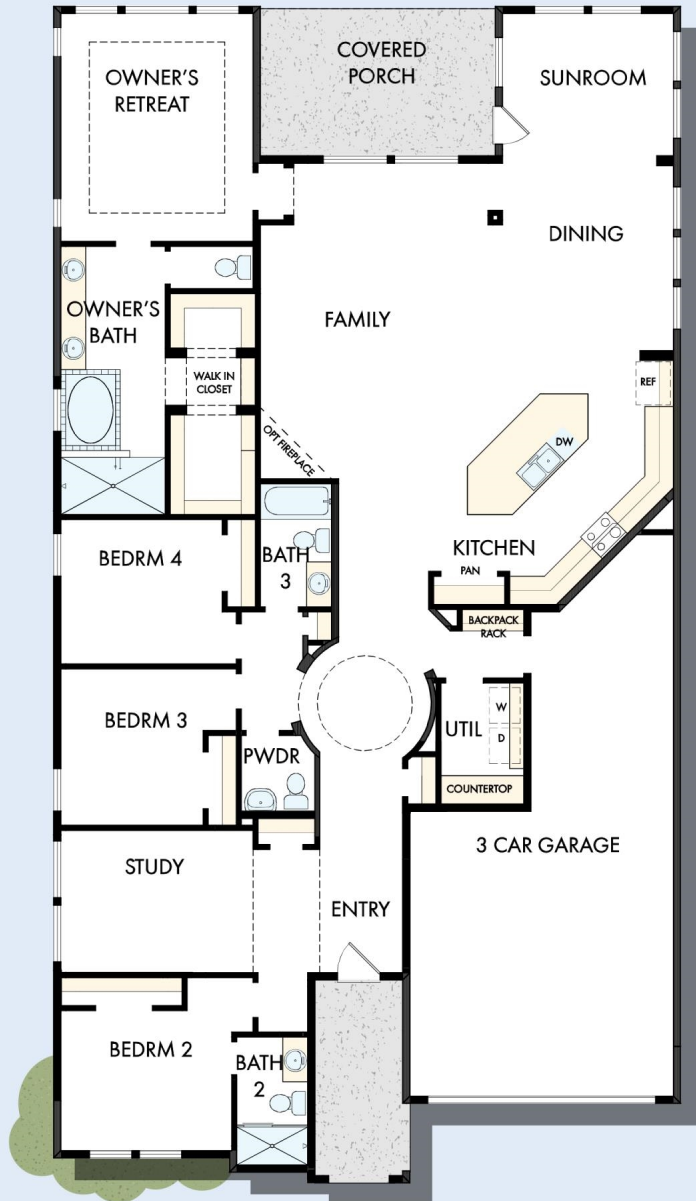 OWNER'S
RETREAT
COVERED
PORCH
SUNROOM
DINING
OWNER'S
BATH
FAMILY
WALK IN
CLOSET
REF
OPT FIREPLACE
DW
BEDRM 4
BATH
3
KITCHEN
PAN
BACKPACK
RACK
BEDRM 3
W
D
UTIL
PWDR
COUNTERTOP
STUDY
3 CAR GARAGE
ENTRY
BEDRM 2
BATH
2